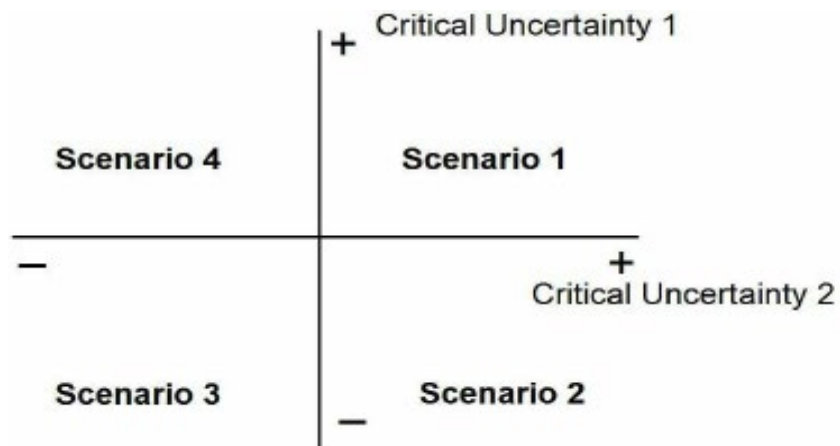 + Critical Uncertainty 1
Scenario 4 Scenario 1
− +
Critical Uncertainty 2
Scenario 3 Scenario 2
−